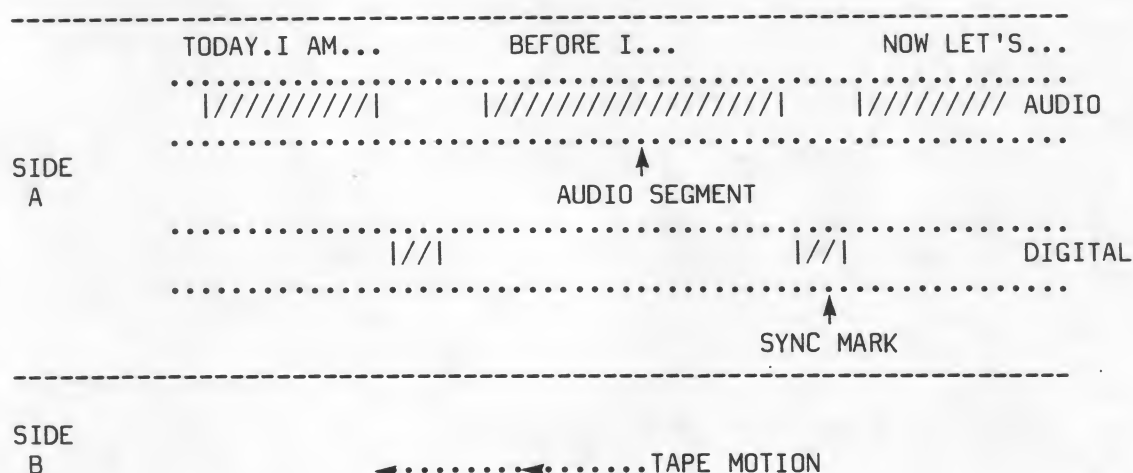 TODAY.I AM... BEFORE I... NOW LET'S...
|//////////| |//////////////////| |///////// AUDIO
SIDE
A
AUDIO SEGMENT
|//| |//| DIGITAL
SYNC MARK
SIDE
B
TAPE MOTION